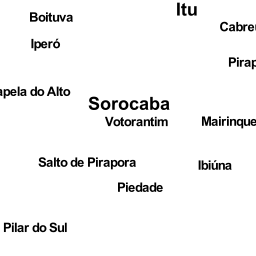 Itu
Boituva
Cabreu
Iperó
Pirap
apela do Alto
Sorocaba
Votorantim
Mairinque
Salto de Pirapora
Ibiúna
Piedade
Pilar do Sul